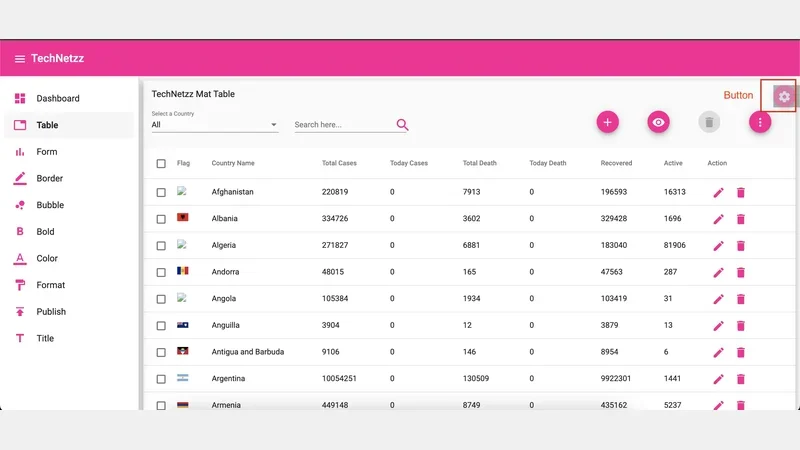 TechNetzz
Dashboard
Table
Form
Border
Bubble
Bold
Color
Format
Publish
Title
TechNetzz Mat Table
Button
Select a Country
All
Search here...
Flag Country Name Total Cases Today Cases Total Death Today Death Recovered Active Action
Afghanistan 220819 0 7913 0 196593 16313
Albania 334726 0 3602 0 329428 1696
Algeria 271827 0 6881 0 183040 81906
Andorra 48015 0 165 0 47563 287
Angola 105384 0 1934 0 103419 31
Anguilla 3904 0 12 0 3879 13
Antigua and Barbuda 9106 0 146 0 8954 6
Argentina 10054251 0 130509 0 9922301 1441
Armenia 449148 0 8749 0 435162 5237